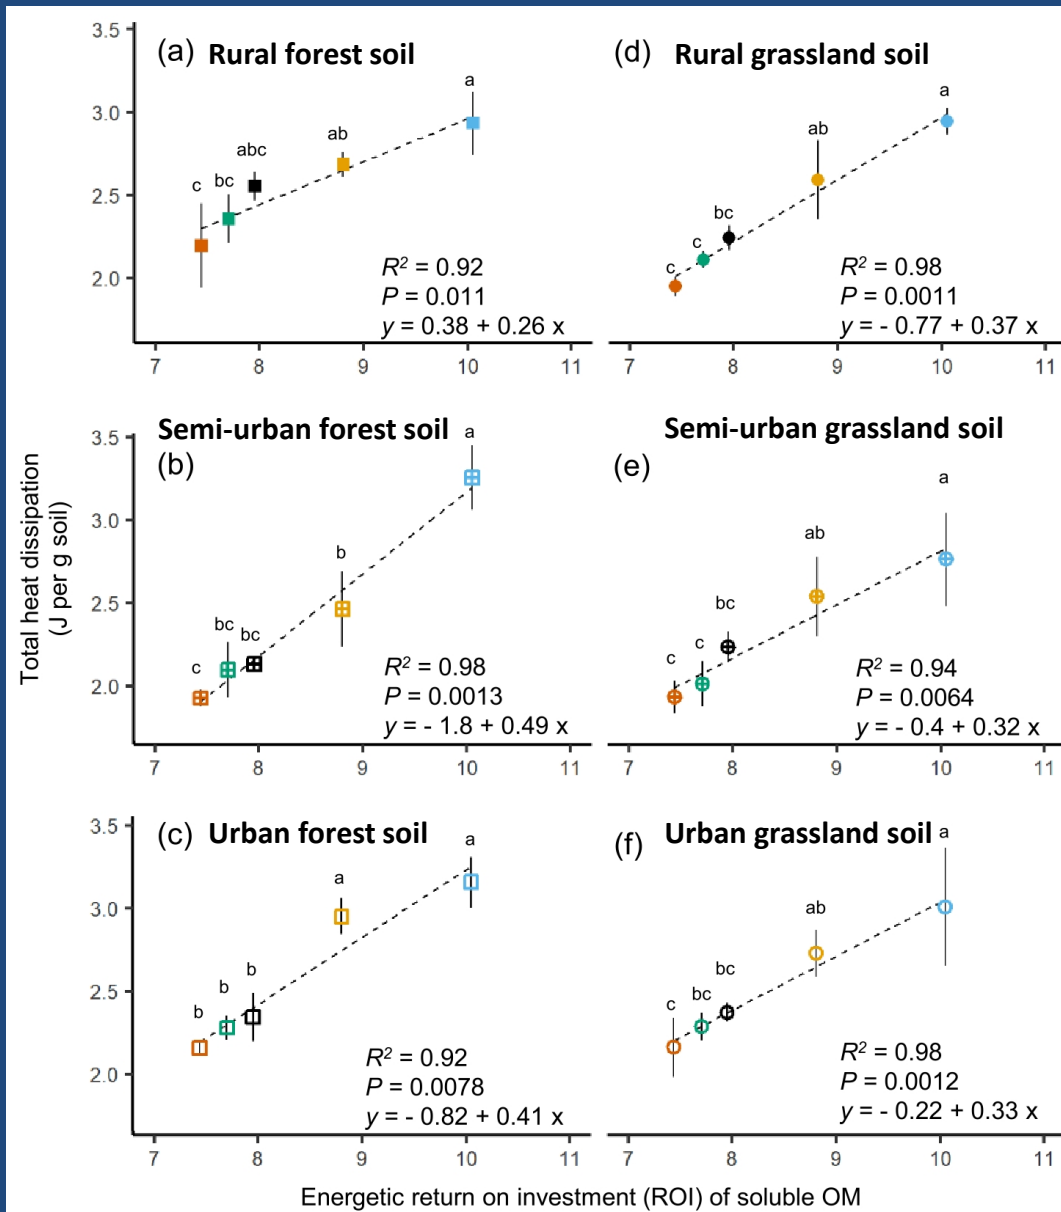 (a) Rural forest soil
3.5
3.0
2.5
2.0
a
ab
abc
bc
c
R² = 0.92
P = 0.011
y = 0.38 + 0.26 x
7 8 9 10 11
(d) Rural grassland soil
a
ab
bc
c
c
R² = 0.98
P = 0.0011
y = - 0.77 + 0.37 x
7 8 9 10 11
Total heat dissipation
(J per g soil)
Semi-urban forest soil
(b)
3.5
3.0
2.5
2.0
a
b
bc
bc
c
R² = 0.98
P = 0.0013
y = - 1.8 + 0.49 x
7 8 9 10 11
Semi-urban grassland soil
(e)
a
ab
bc
c
c
R² = 0.94
P = 0.0064
y = - 0.4 + 0.32 x
7 8 9 10 11
(c) Urban forest soil
3.5
3.0
2.5
2.0
a
a
b
b
b
R² = 0.92
P = 0.0078
y = - 0.82 + 0.41 x
7 8 9 10 11
(f) Urban grassland soil
a
ab
bc
bc
c
R² = 0.98
P = 0.0012
y = - 0.22 + 0.33 x
7 8 9 10 11
Energetic return on investment (ROI) of soluble OM